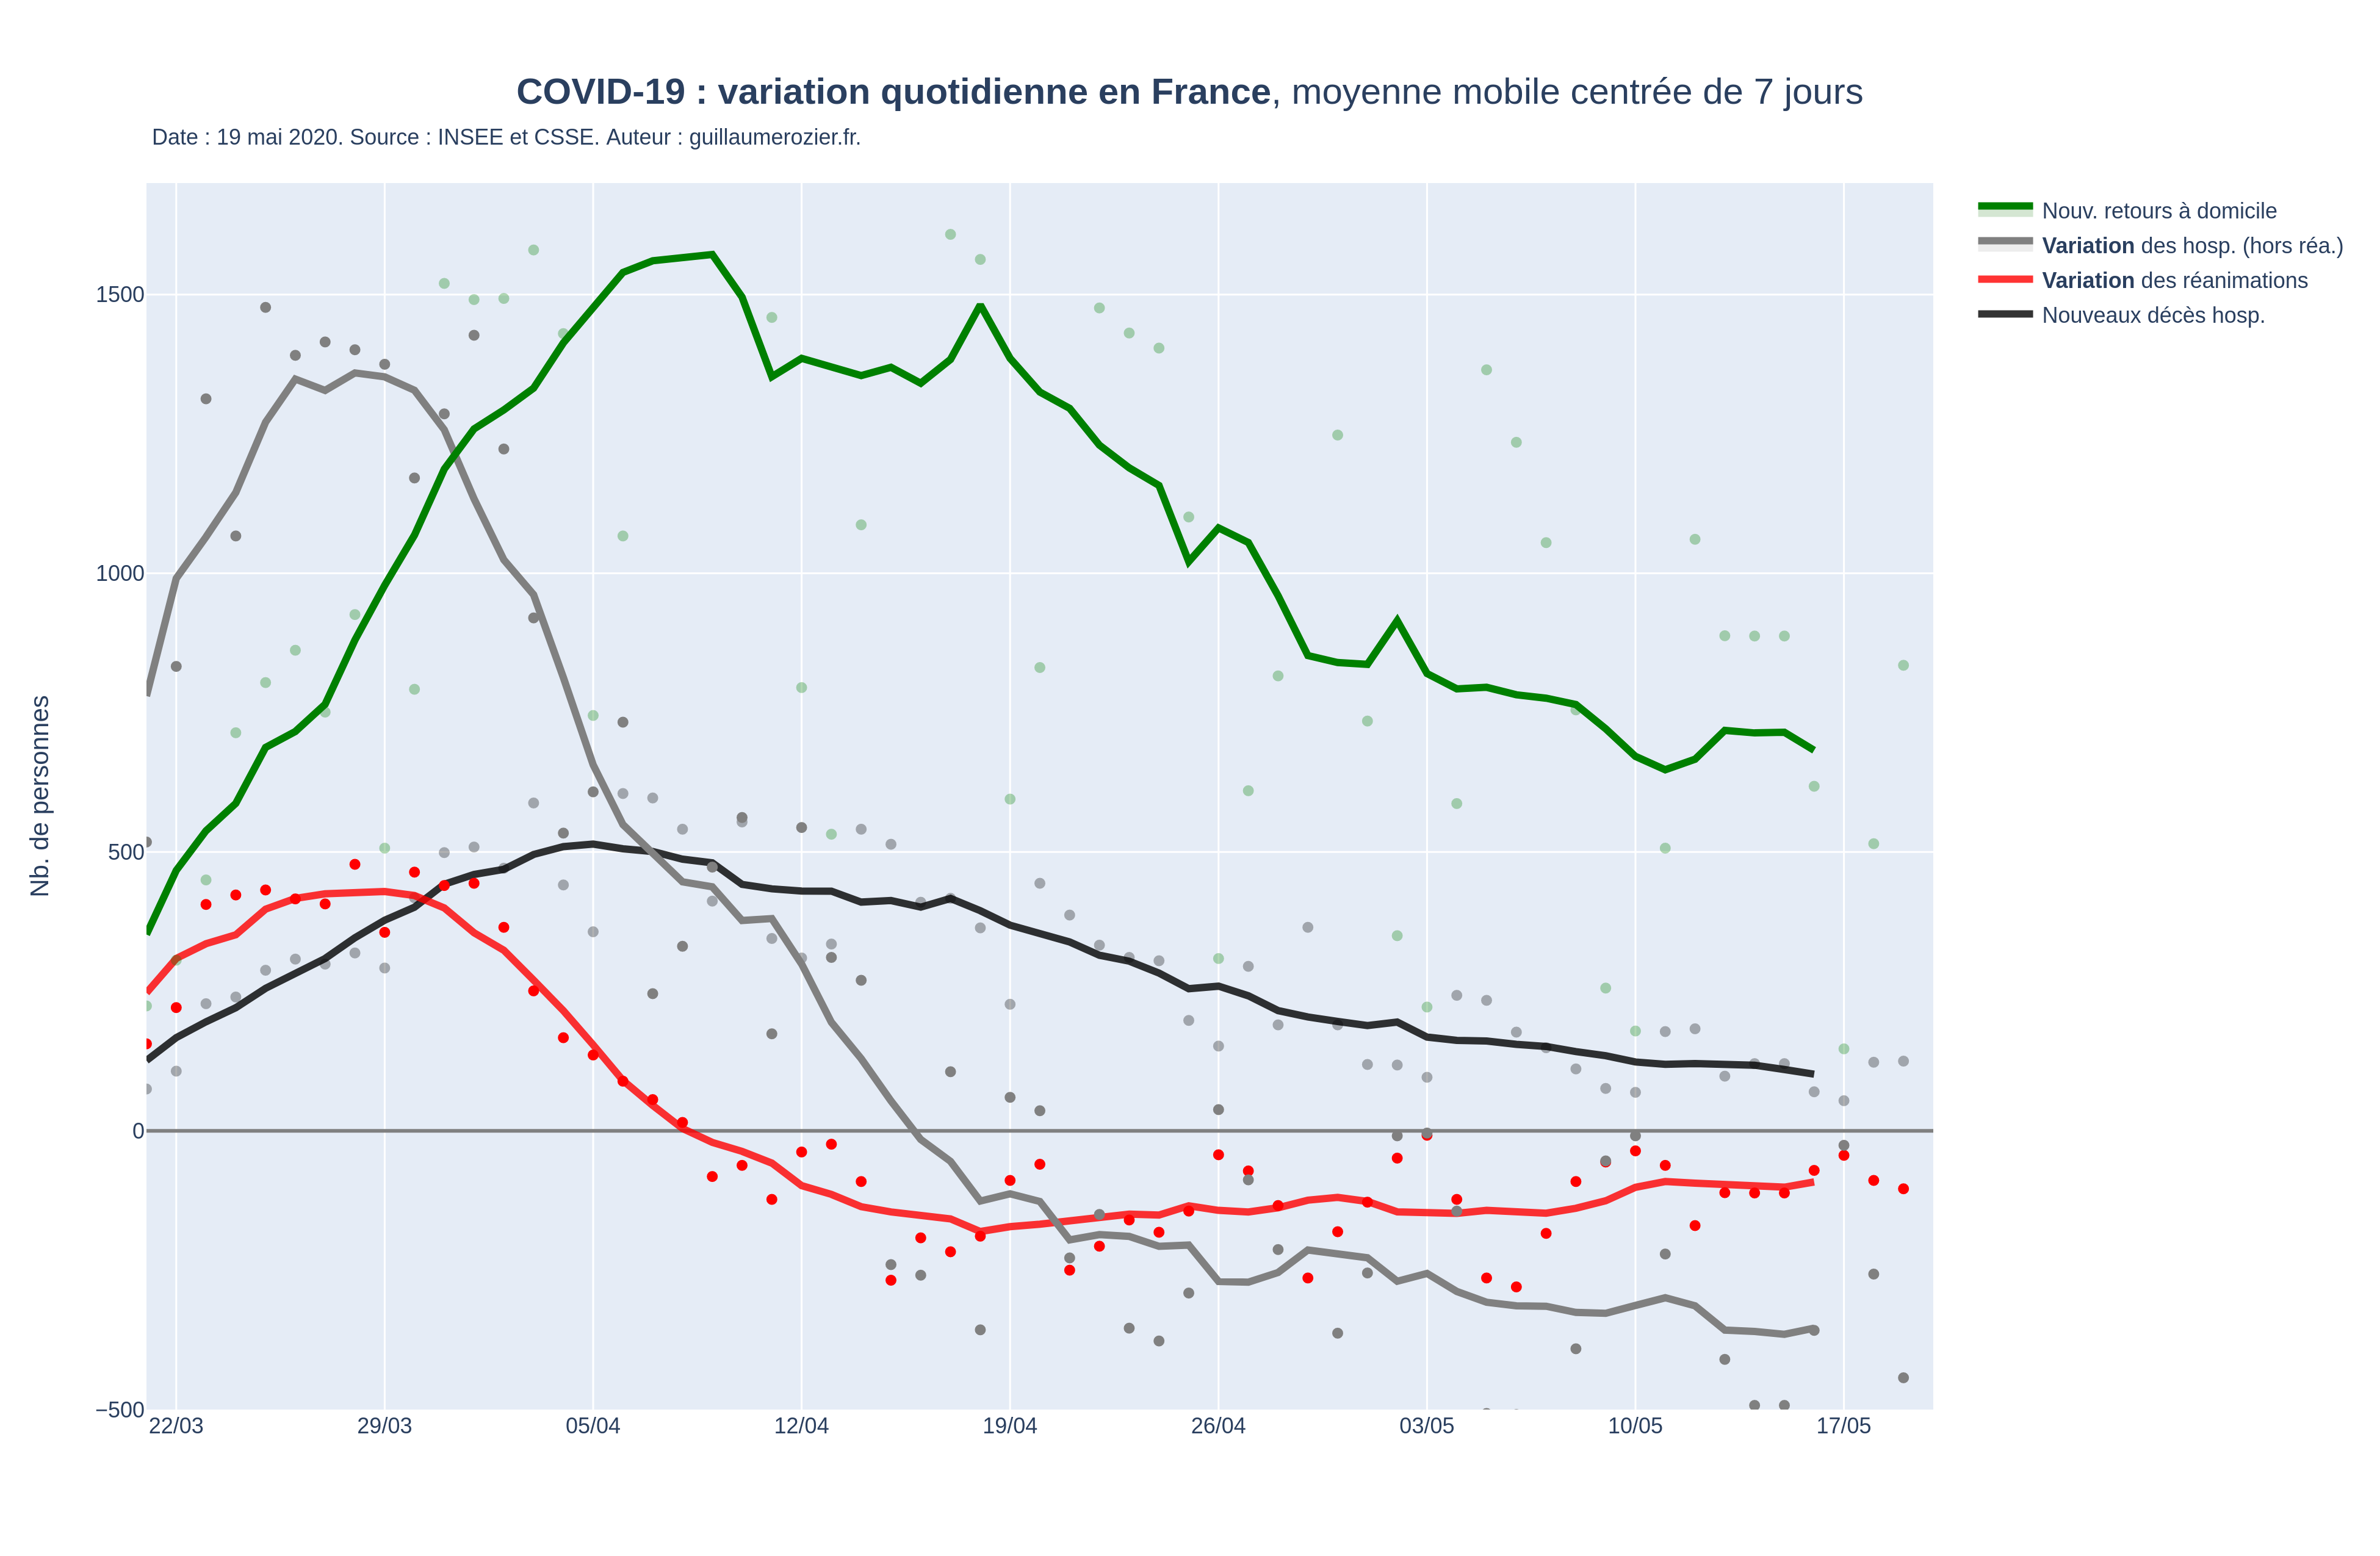 COVID-19 : variation quotidienne en France, moyenne mobile centrée de 7 jours
Date : 19 mai 2020. Source : INSEE et CSSE. Auteur : guillaumerozier.fr.
Nouv. retours à domicile
Variation des hosp. (hors réa.)
Variation des réanimations
Nouveaux décès hosp.
Nb. de personnes
1500
1000
500
0
−500
22/03 29/03 05/04 12/04 19/04 26/04 03/05 10/05 17/05